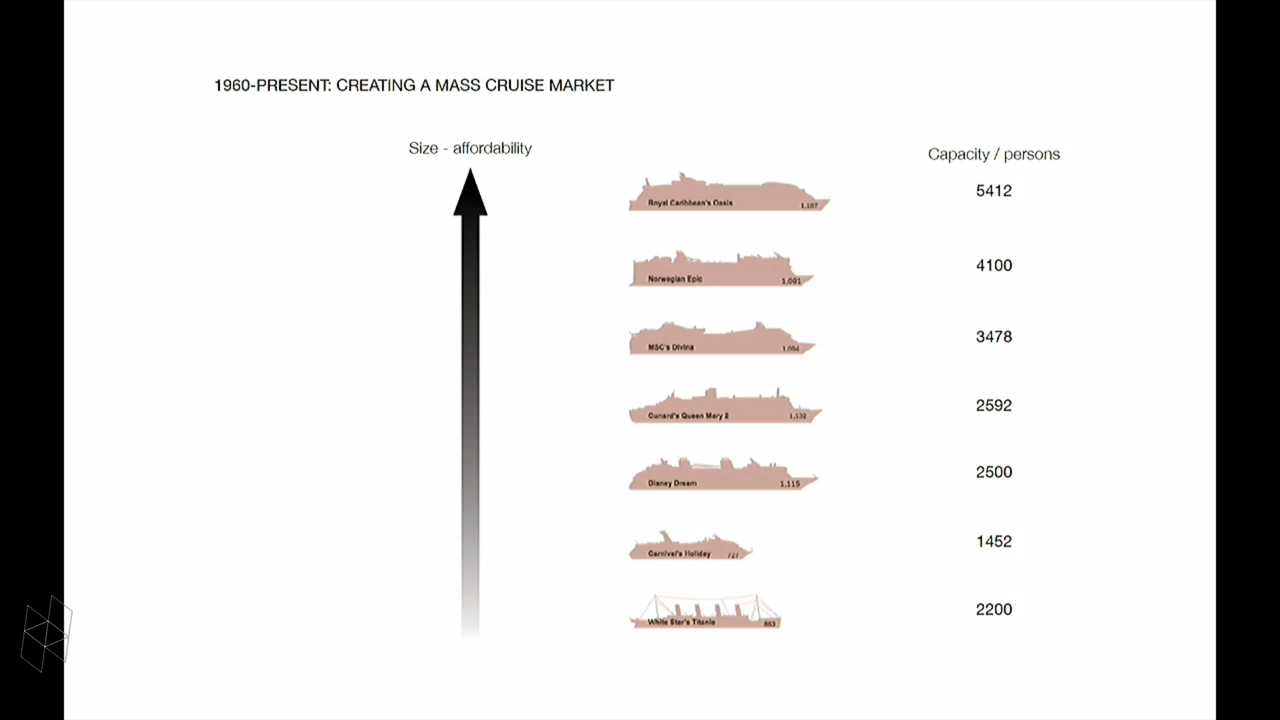 1960-PRESENT: CREATING A MASS CRUISE MARKET
Size - affordability
Capacity / persons
Royal Caribbean's Oasis 1,187 5412
Norwegian Epic 1,081 4100
MSC's Divina 1,094 3478
Cunard's Queen Mary 2 1,132 2592
Disney Dream 1,115 2500
Carnival's Holiday 727 1452
White Star's Titanic 883 2200